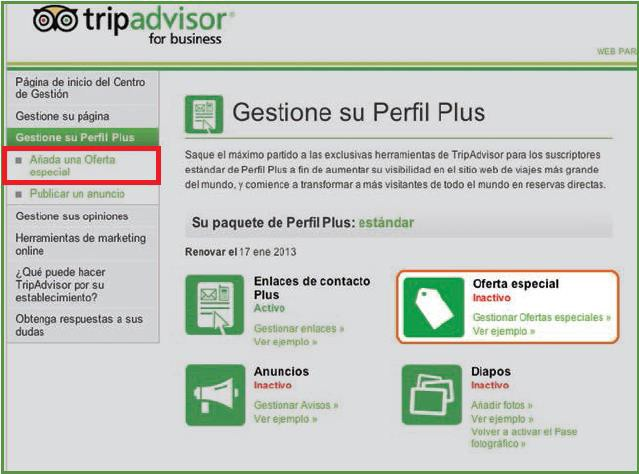 tripadvisor®
for business
WEB PARA
Página de inicio del Centro
de Gestión
Gestione su página
Gestione su Perfil Plus
Añada una Oferta
especial
Publicar un anuncio
Gestione sus opiniones
Herramientas de marketing
online
¿Qué puede hacer
TripAdvisor por su
establecimiento?
Obtenga respuestas a sus
dudas
Gestione su Perfil Plus
Saque el máximo partido a las exclusivas herramientas de TripAdvisor para los suscriptores
estándar de Perfil Plus a fin de aumentar su visibilidad en el sitio web de viajes más grande
del mundo, y comience a transformar a más visitantes de todo el mundo en reservas directas.
Su paquete de Perfil Plus: estándar
Renovar el 17 ene 2013
Enlaces de contacto
Plus
Activo
Gestionar enlaces »
Ver ejemplo »
Oferta especial
Inactivo
Gestionar Ofertas especiales »
Ver ejemplo »
Anuncios
Inactivo
Gestionar Avisos »
Ver ejemplo »
Diapos
Inactivo
Añadir fotos »
Ver ejemplo »
Volver a activar el Pase
fotográfico »